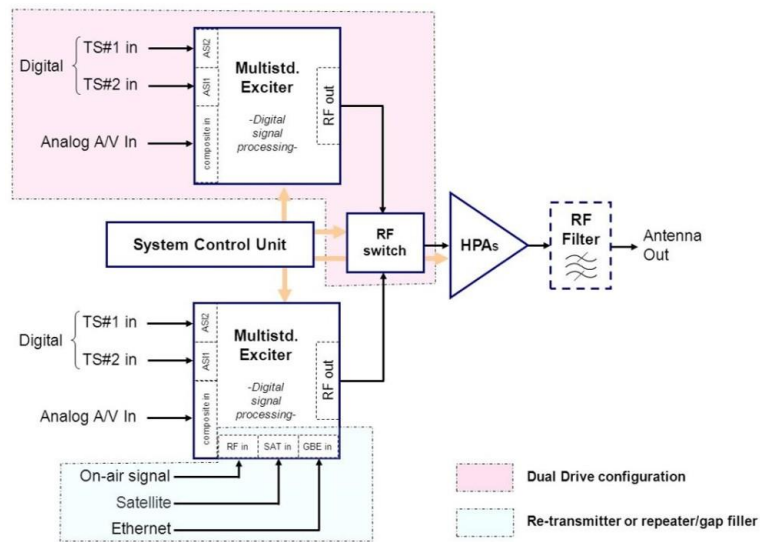 TS#1 in
Digital
TS#2 in
Analog A/V In
ASI2
ASI1
composite in
Multistd.
Exciter
-Digital
signal
processing-
RF out
System Control Unit
RF
switch
HPAs
RF
Filter
Antenna
Out
TS#1 in
Digital
TS#2 in
Analog A/V In
ASI2
ASI1
composite in
Multistd.
Exciter
-Digital
signal
processing-
RF out
RF in
SAT in
GBE in
On-air signal
Satellite
Ethernet
Dual Drive configuration
Re-transmitter or repeater/gap filler